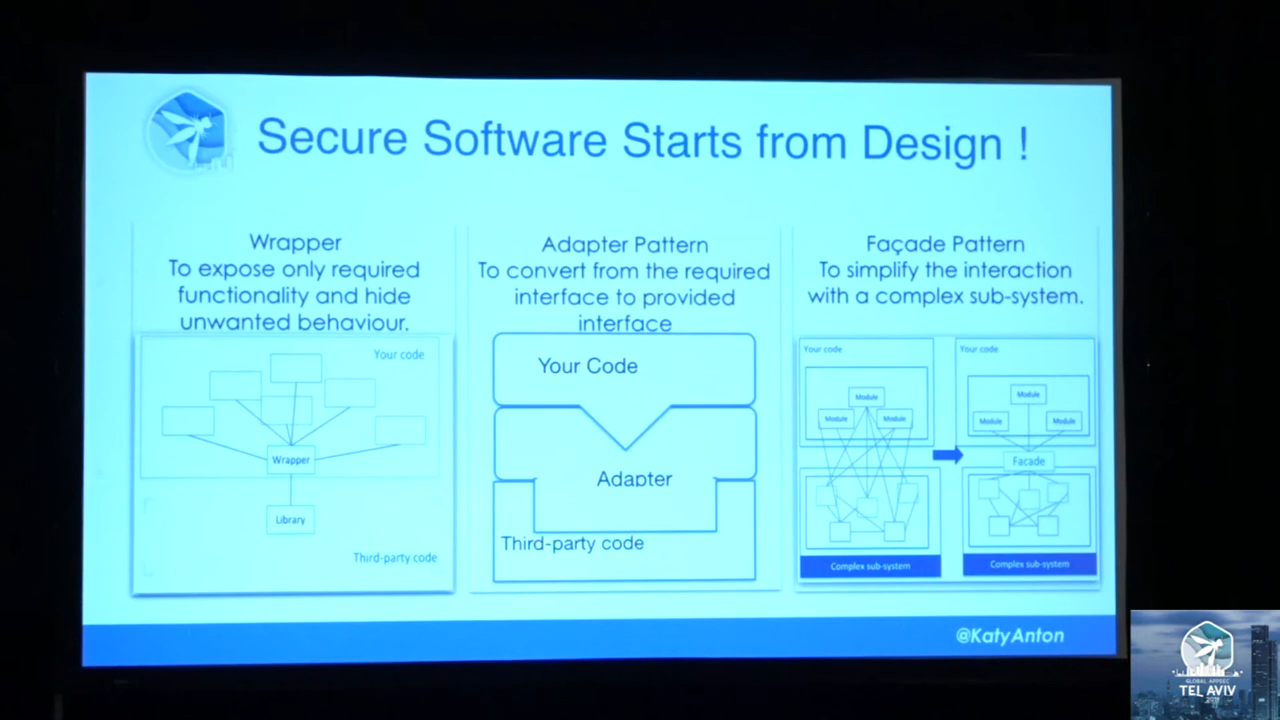 Secure Software Starts from Design !
Wrapper
To expose only required
functionality and hide
unwanted behaviour.
Your code
Wrapper
Library
Third-party code
Adapter Pattern
To convert from the required
interface to provided
interface
Your Code
Adapter
Third-party code
Façade Pattern
To simplify the interaction
with a complex sub-system.
Your code
Module
Module
Module
Complex sub-system
Your code
Module
Module
Module
Facade
Complex sub-system
@KatyAnton
GLOBAL APPSEC
TEL AVIV